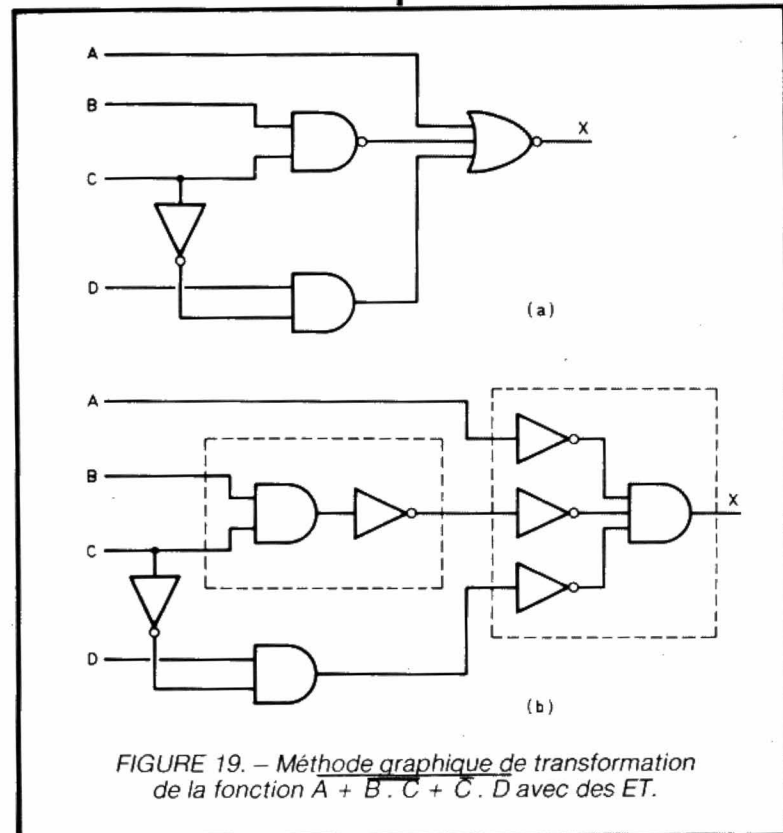 A
B
C
D
X
(a)
A
B
C
D
X
(b)
FIGURE 19. – Méthode graphique de transformation
de la fonction A + B . C + C . D avec des ET.